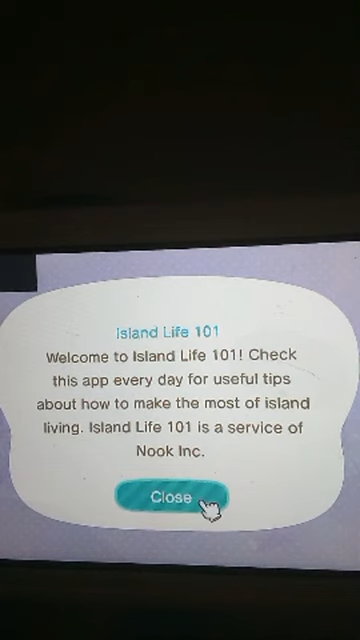 Island Life 101
Welcome to Island Life 101! Check
this app every day for useful tips
about how to make the most of island
living. Island Life 101 is a service of
Nook Inc.
Close